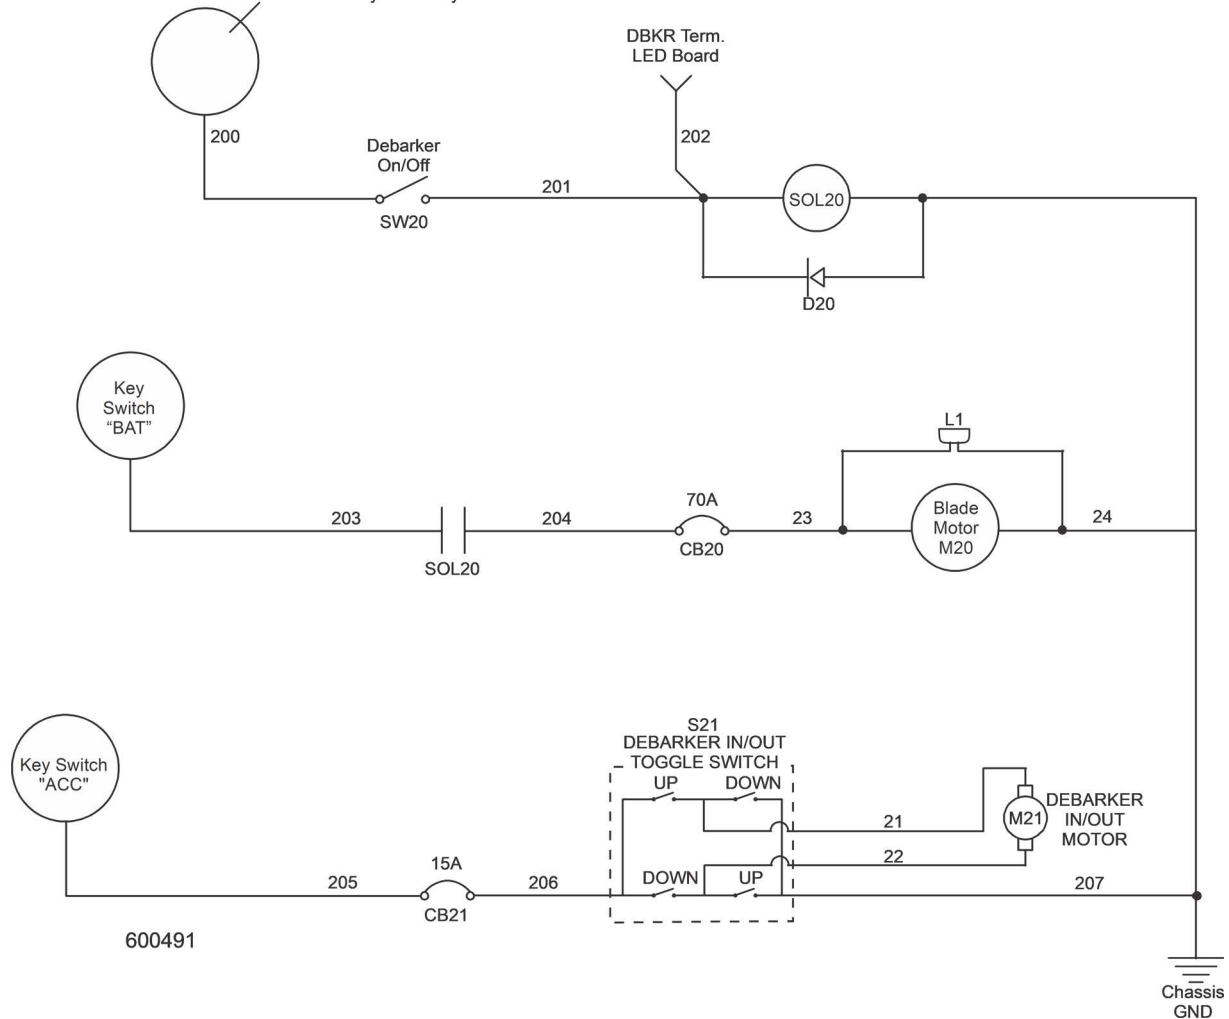 DBKR Term.
LED Board
200
202
Debarker
On/Off
201
SOL20
SW20
D20
Key
Switch
“BAT”
L1
70A
203
204
23
Blade
Motor
M20
24
CB20
SOL20
S21
DEBARKER IN/OUT
TOGGLE SWITCH
Key Switch
"ACC"
UP
DOWN
M21
DEBARKER
IN/OUT
MOTOR
21
22
15A
205
206
DOWN
UP
207
CB21
600491
Chassis
GND